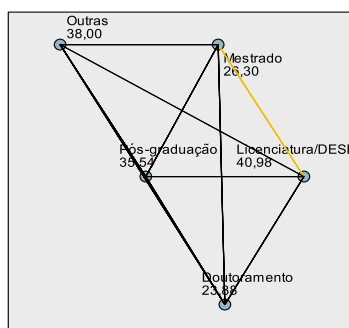 Outras
38,00
Mestrado
26,30
Pós-graduação
35,54
Licenciatura/DESE
40,98
Doutoramento
23,88